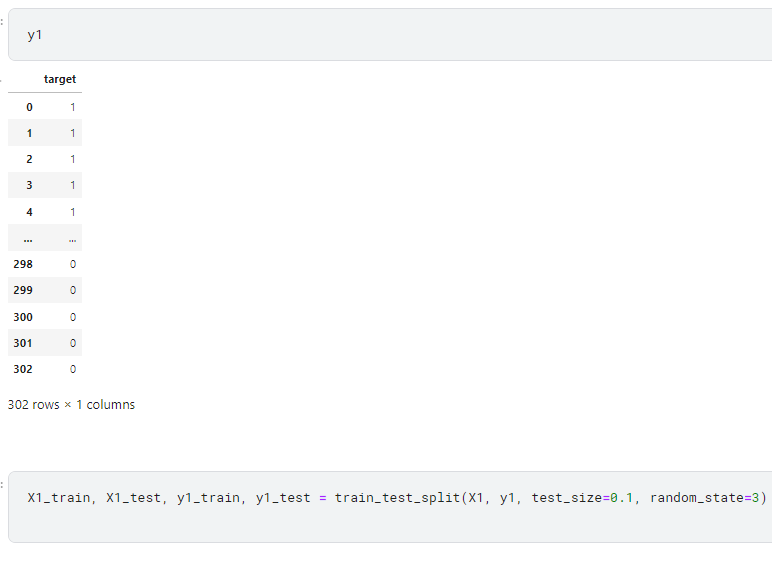 y1
target
0 1
1 1
2 1
3 1
4 1
... ...
298 0
299 0
300 0
301 0
302 0
302 rows × 1 columns
X1_train, X1_test, y1_train, y1_test = train_test_split(X1, y1, test_size=0.1, random_state=3)